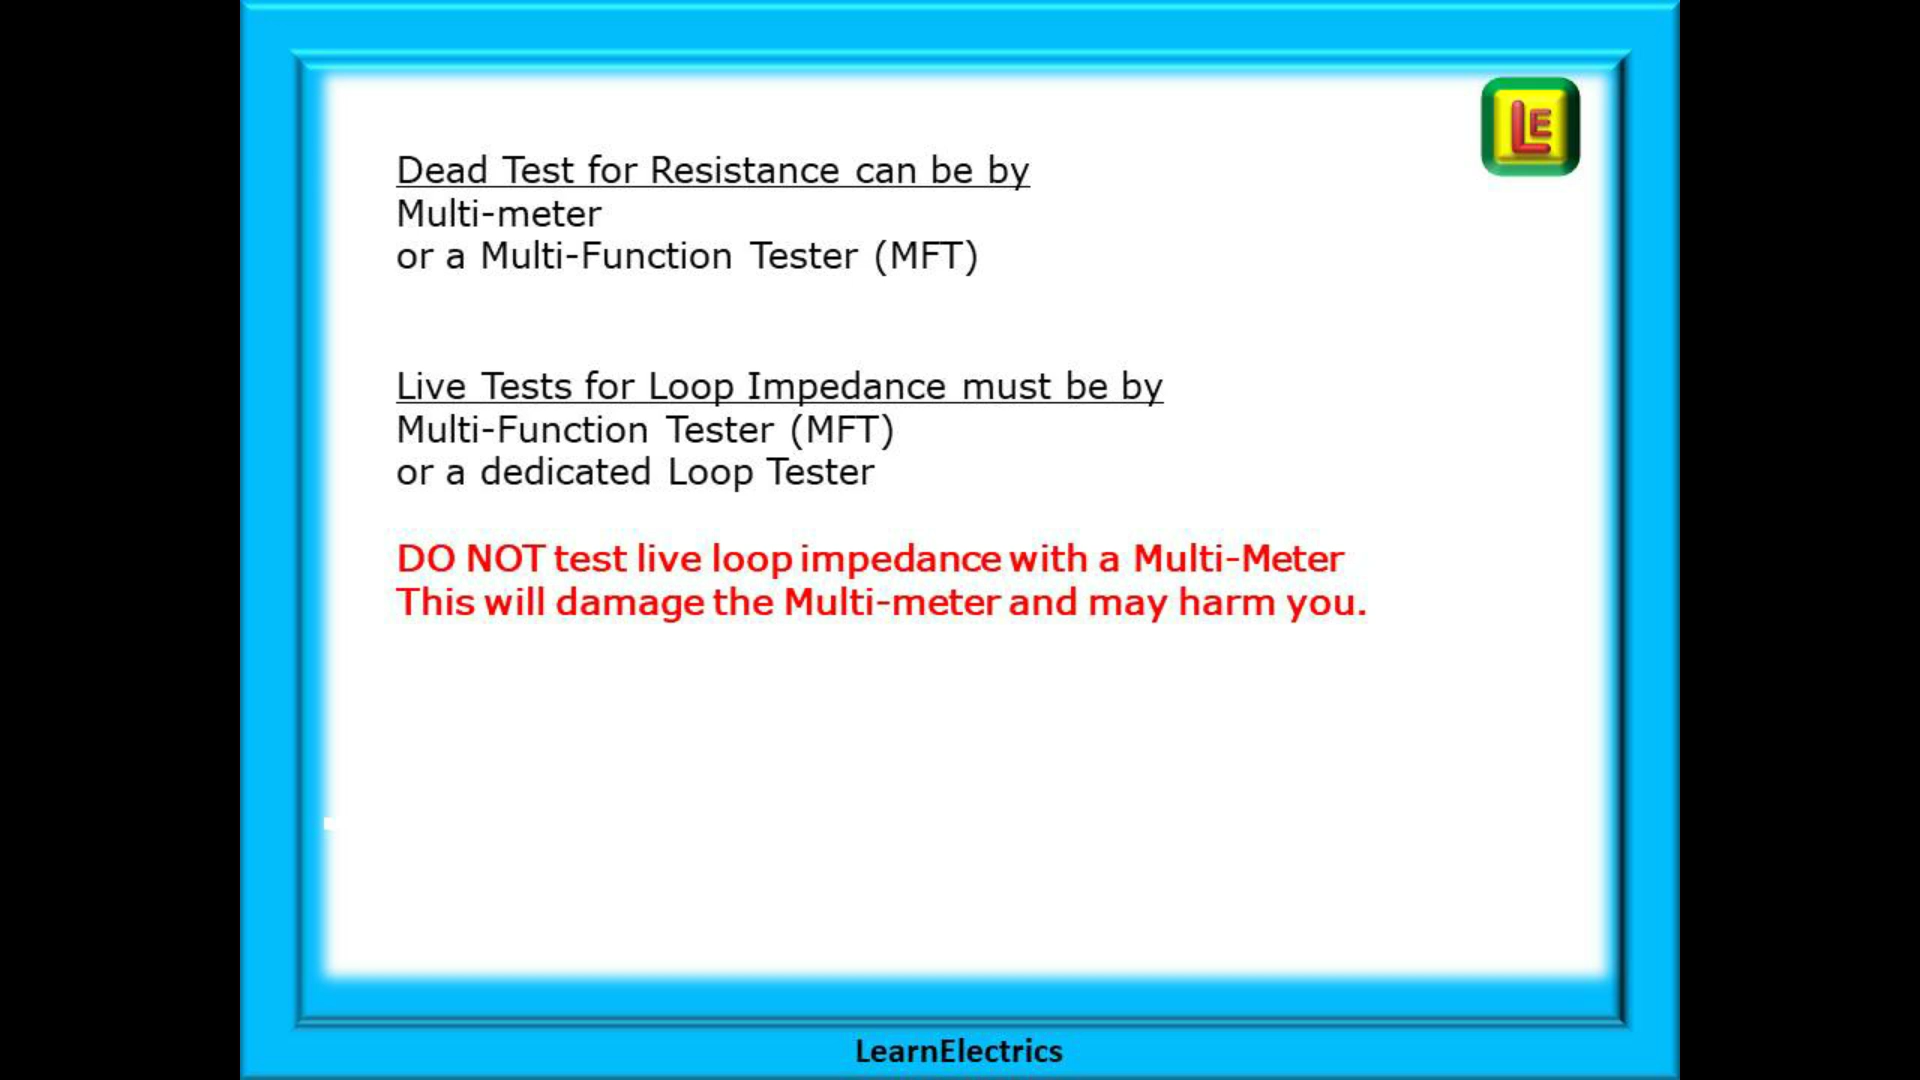 LE
Dead Test for Resistance can be by
Multi-meter
or a Multi-Function Tester (MFT)
Live Tests for Loop Impedance must be by
Multi-Function Tester (MFT)
or a dedicated Loop Tester
DO NOT test live loop impedance with a Multi-Meter
This will damage the Multi-meter and may harm you.
LearnElectrics